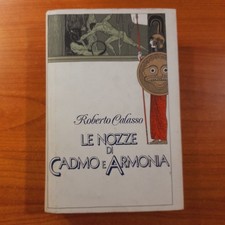 Roberto Calasso
LE NOZZE
DI
CADMO E ARMONIA